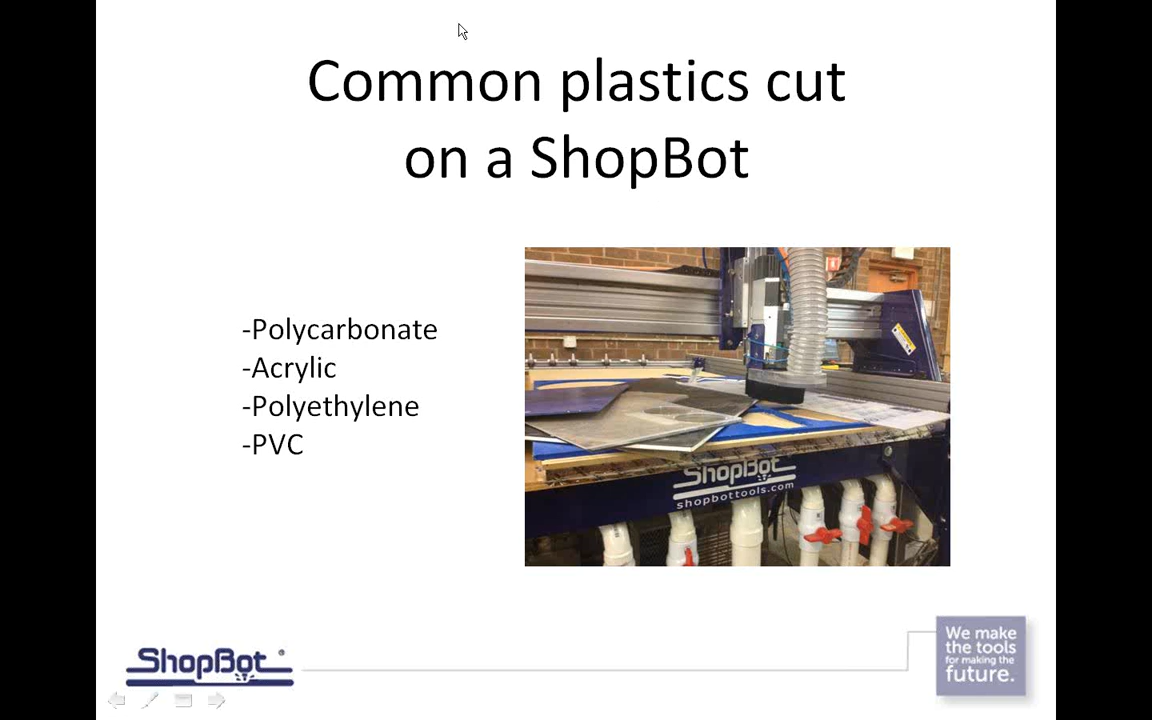 Common plastics cut
on a ShopBot
-Polycarbonate
-Acrylic
-Polyethylene
-PVC
ShopBot
shopbottools.com
ShopBot ®
We make
the tools
for making the
future.